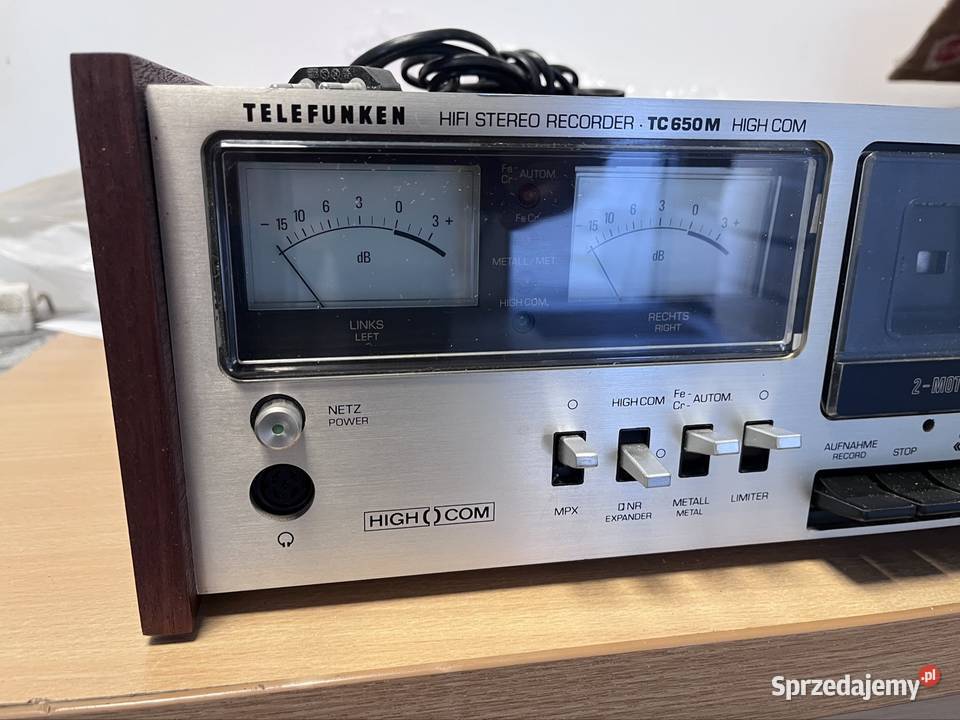 TELEFUNKEN HIFI STEREO RECORDER · TC 650 M HIGH COM
- 15 10 6 3 0 3 +
dB
LINKS
LEFT
Fe - AUTOM.
Cr -
Fe Cr
METALL / MET.
HIGH COM.
- 15 10 6 3 0 3 +
dB
RECHTS
RIGHT
2-MOT
NETZ
POWER
HIGH COM
Fe - AUTOM.
Cr -
MPX
DNR
EXPANDER
METALL
METAL
LIMITER
AUFNAHME
RECORD
STOP
HIGH COM
Sprzedajemy.pl